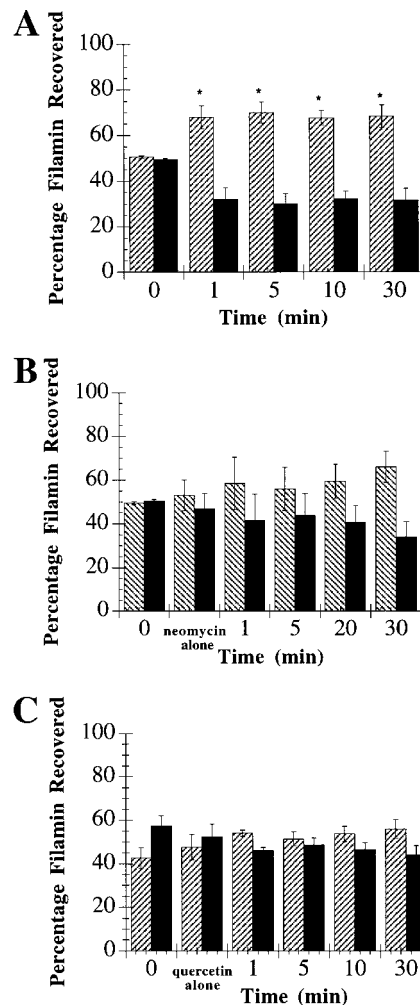 A
Percentage Filamin Recovered
100
80
60
40
20
0
* * * *
0 1 5 10 30
Time (min)
B
Percentage Filamin Recovered
100
80
60
40
20
0
0 neomycin alone 1 5 20 30
Time (min)
C
Percentage Filamin Recovered
100
80
60
40
20
0
0 quercetin alone 1 5 10 30
Time (min)